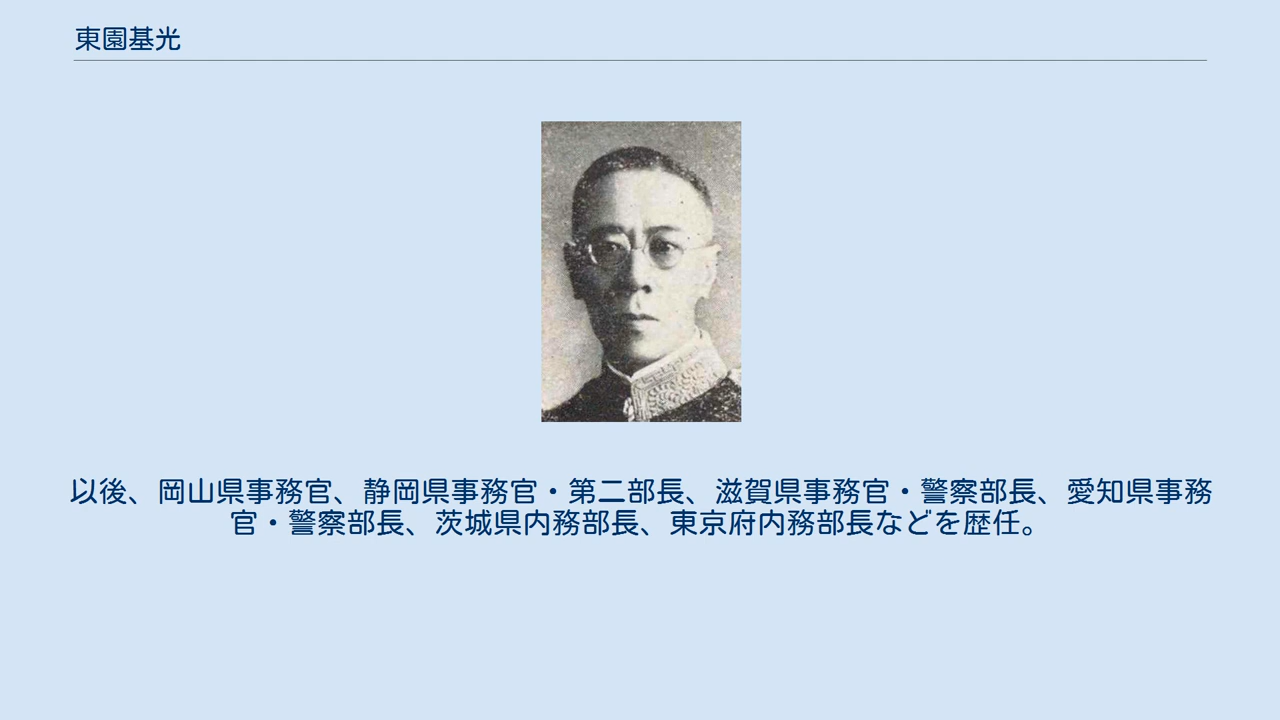 東園基光
以後、岡山県事務官、静岡県事務官・第二部長、滋賀県事務官・警察部長、愛知県事務
官・警察部長、茨城県内務部長、東京府内務部長などを歴任。